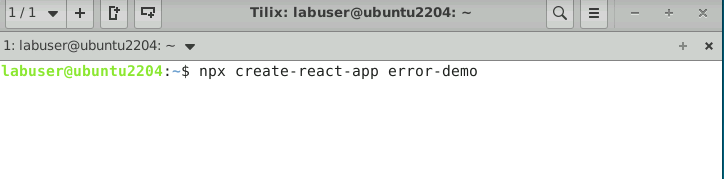 1 / 1
Tilix: labuser@ubuntu2204: ~
1: labuser@ubuntu2204: ~
labuser@ubuntu2204:~$ npx create-react-app error-demo